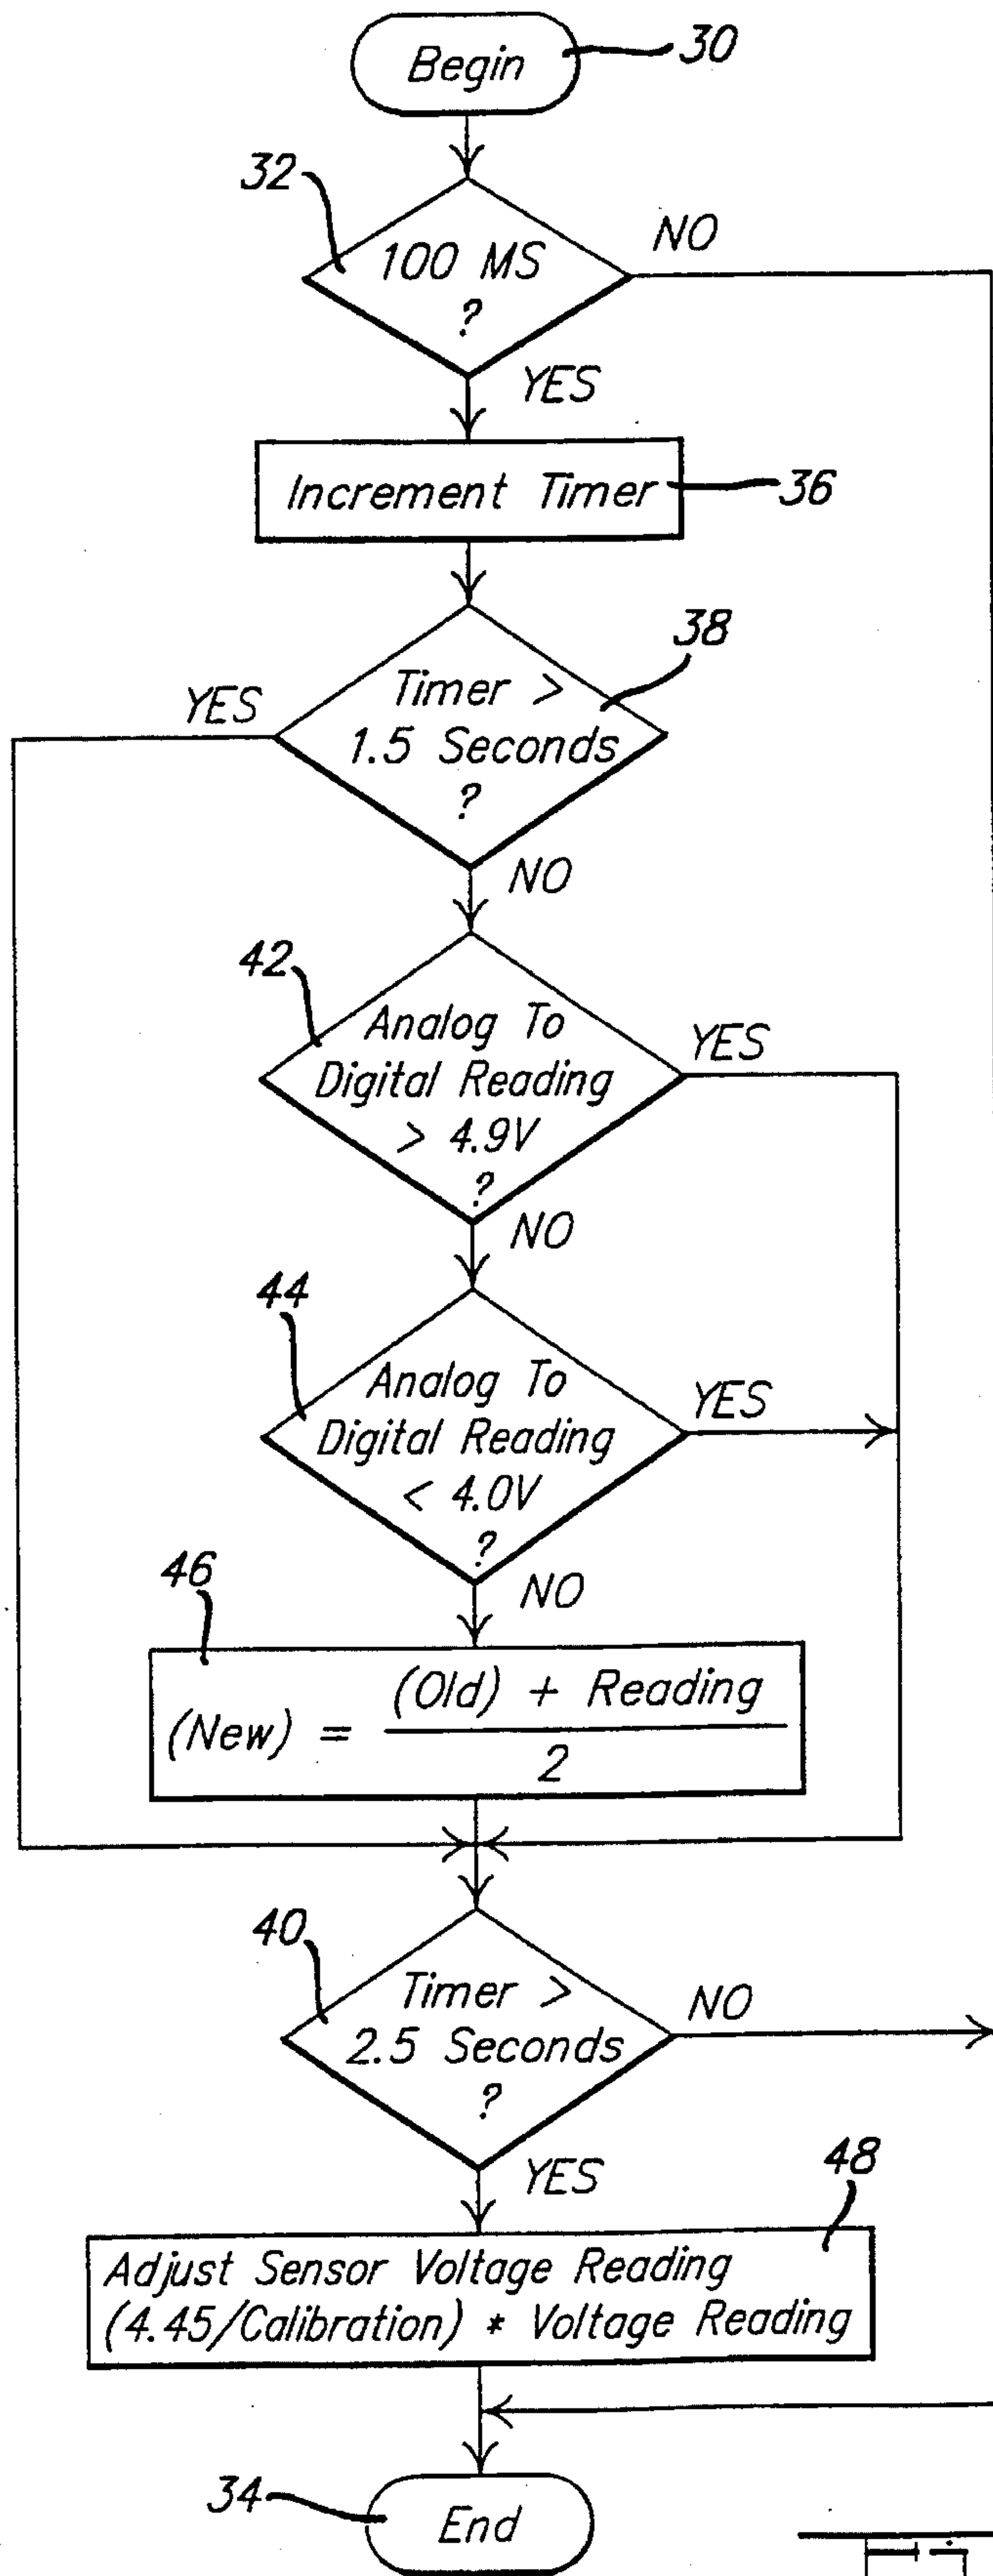 Begin
30
32
100 MS
?
NO
YES
Increment Timer
36
38
YES
Timer >
1.5 Seconds
?
NO
42
Analog To
Digital Reading
> 4.9V
?
YES
NO
44
Analog To
Digital Reading
< 4.0V
?
YES
NO
46
(New) = (Old) + Reading
2
40
Timer >
2.5 Seconds
?
NO
YES
48
Adjust Sensor Voltage Reading
(4.45/Calibration) * Voltage Reading
34
End